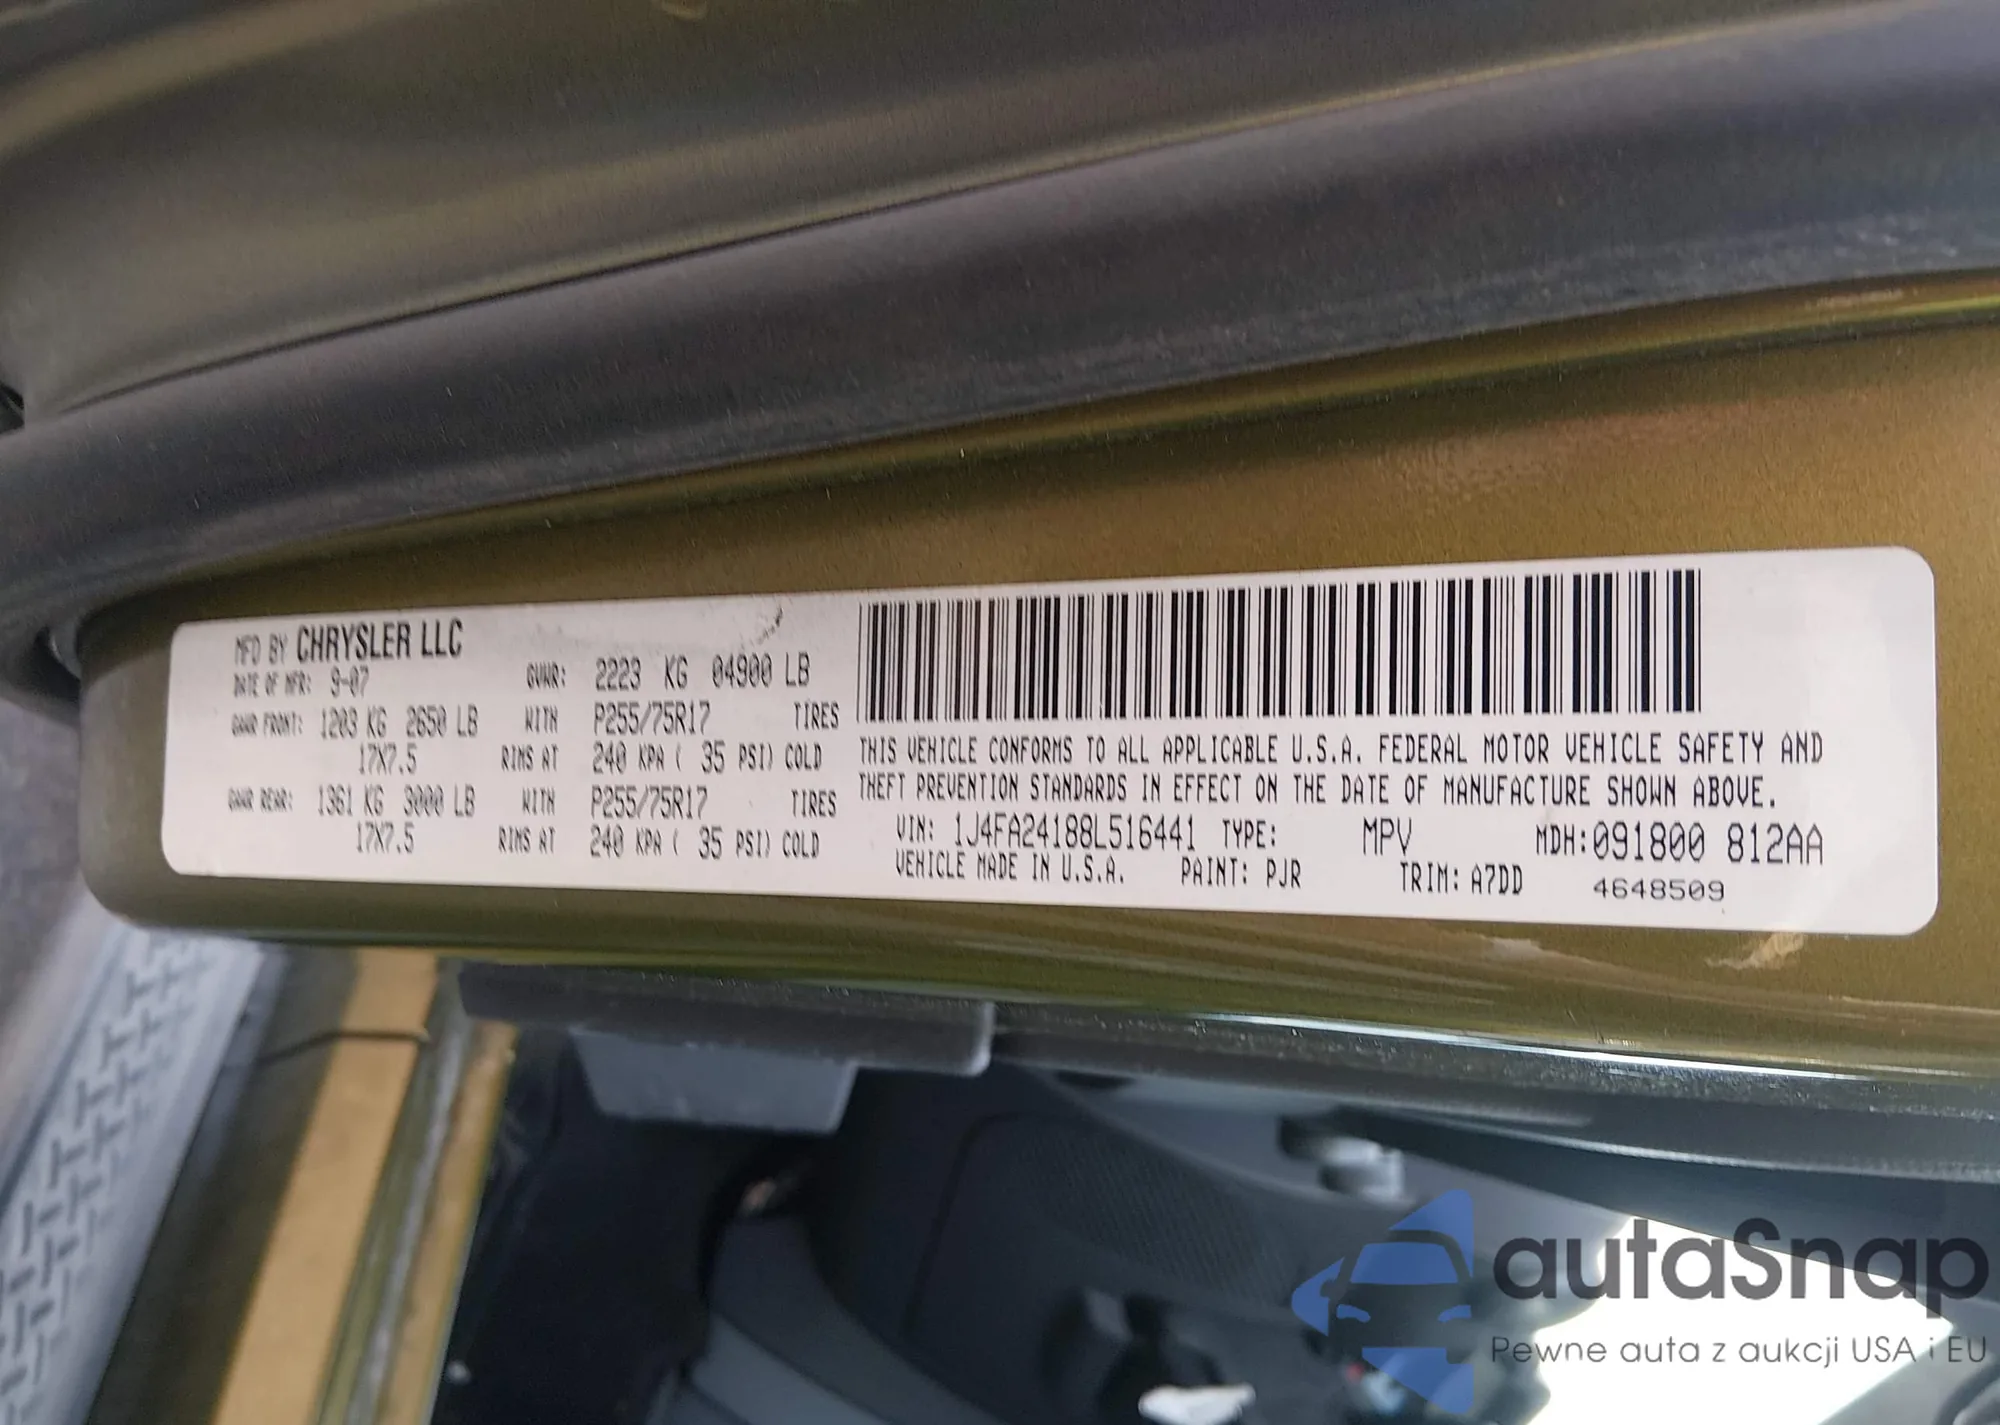 MFD BY CHRYSLER LLC
DATE OF MFR: 9-07 GVWR: 2223 KG 04900 LB
GAWR FRONT: 1203 KG 2650 LB WITH P255/75R17 TIRES
17X7.5 RIMS AT 240 KPA ( 35 PSI) COLD
GAWR REAR: 1361 KG 3000 LB WITH P255/75R17 TIRES
17X7.5 RIMS AT 240 KPA ( 35 PSI) COLD
THIS VEHICLE CONFORMS TO ALL APPLICABLE U.S.A. FEDERAL MOTOR VEHICLE SAFETY AND
THEFT PREVENTION STANDARDS IN EFFECT ON THE DATE OF MANUFACTURE SHOWN ABOVE.
VIN: 1J4FA24188L516441 TYPE: MPV MDH:091800 812AA
VEHICLE MADE IN U.S.A. PAINT: PJR TRIM: A7DD 4648509
autaSnap
Pewne auta z aukcji USA i EU